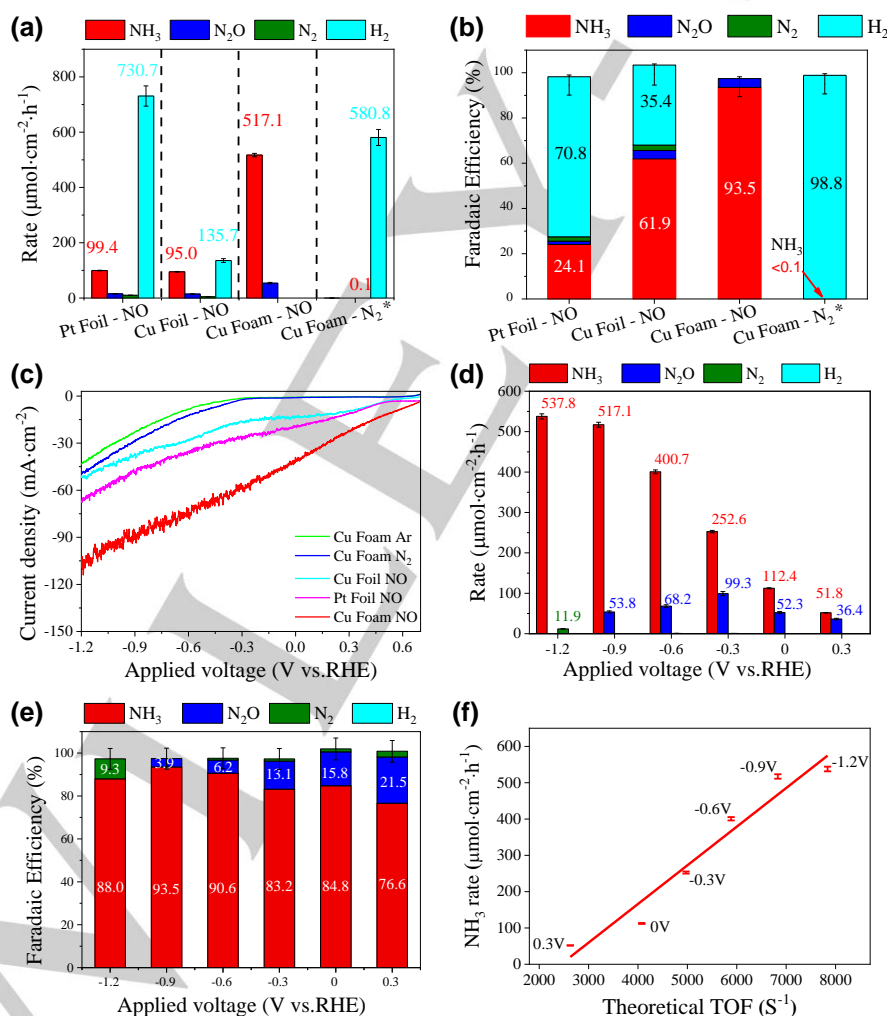 (a)
NH₃ N₂O N₂ H₂
Rate (μmol·cm⁻²·h⁻¹)
800
600
400
200
0
730.7
517.1
580.8
99.4
95.0
135.7
0.1
Pt Foil - NO
Cu Foil - NO
Cu Foam - NO
Cu Foam - N₂*
(b)
NH₃ N₂O N₂ H₂
Faradaic Efficiency (%)
100
80
60
40
20
0
70.8
24.1
35.4
61.9
93.5
98.8
NH₃
<0.1
Pt Foil - NO
Cu Foil - NO
Cu Foam - NO
Cu Foam - N₂*
(c)
Current density (mA·cm⁻²)
0
-30
-60
-90
-120
-150
Cu Foam Ar
Cu Foam N₂
Cu Foil NO
Pt Foil NO
Cu Foam NO
-1.2 -0.9 -0.6 -0.3 0.0 0.3 0.6
Applied voltage (V vs.RHE)
(d)
NH₃ N₂O N₂ H₂
Rate (μmol·cm⁻²·h⁻¹)
600
500
400
300
200
100
0
537.8
517.1
400.7
252.6
112.4
51.8
11.9
53.8
68.2
99.3
52.3
36.4
-1.2 -0.9 -0.6 -0.3 0 0.3
Applied voltage (V vs.RHE)
(e)
NH₃ N₂O N₂ H₂
Faradaic Efficiency (%)
120
100
80
60
40
20
0
9.3 3.9 6.2 13.1 15.8 21.5
88.0 93.5 90.6 83.2 84.8 76.6
-1.2 -0.9 -0.6 -0.3 0 0.3
Applied voltage (V vs.RHE)
(f)
NH₃ rate (μmol·cm⁻²·h⁻¹)
700
600
500
400
300
200
100
0
-1.2V
-0.9V
-0.6V
-0.3V
0V
0.3V
2000 3000 4000 5000 6000 7000 8000
Theoretical TOF (S⁻¹)